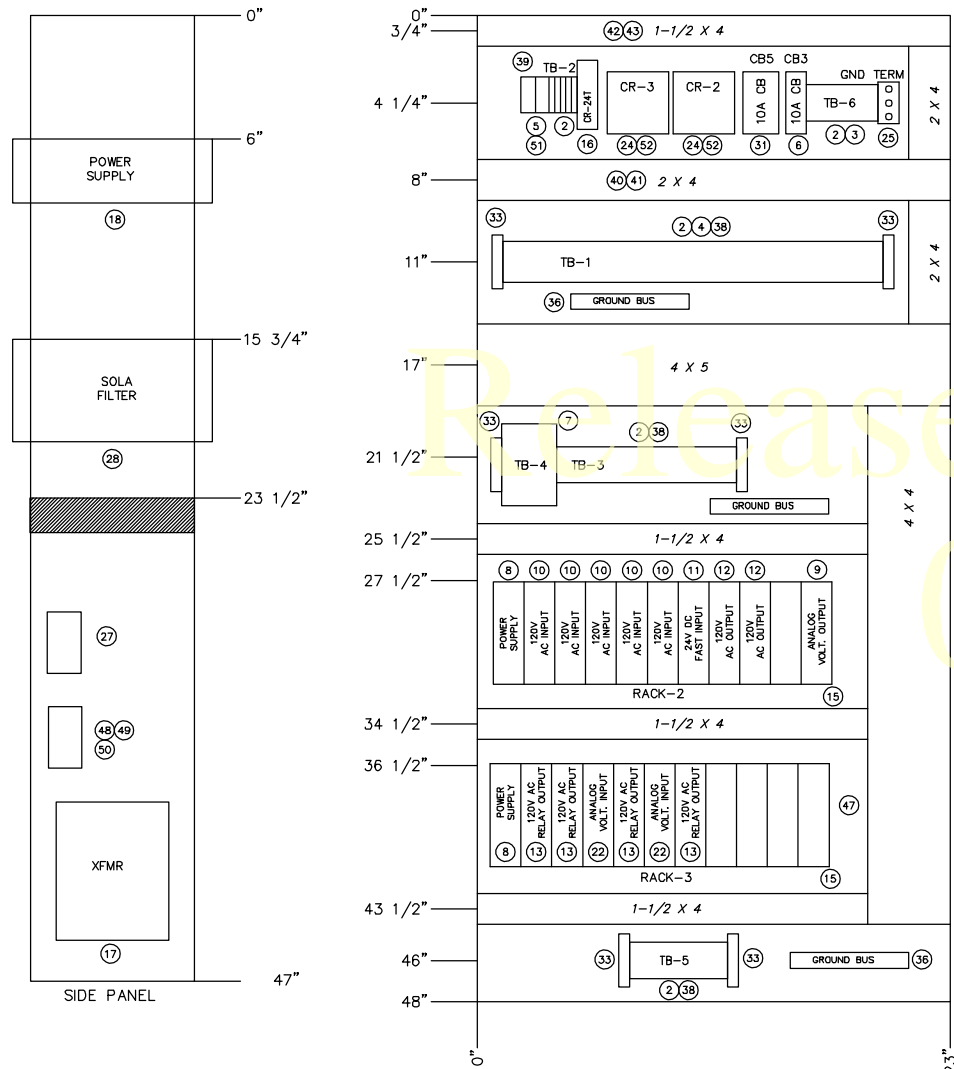 0"
6"
POWER
SUPPLY
18
15 3/4"
SOLA
FILTER
28
23 1/2"
27
48 49
50
XFMR
17
47"
SIDE PANEL
0"
3/4"
42 43 1-1/2 X 4
CB5 CB3
39 TB-2
GND TERM
4 1/4"
CR-24T
CR-3
CR-2
10A CB
10A CB
TB-6
2 X 4
5 2
51
16
24 52
24 52
31
6
2 3
25
8"
40 41 2 X 4
33
2 4 38
33
11"
TB-1
2 X 4
36 GROUND BUS
17"
4 X 5
Release
33
7
2 38
33
21 1/2"
TB-4 TB-3
GROUND BUS
4 X 4
25 1/2"
1-1/2 X 4
8 10 10 10 10 10 11 12 12 9
27 1/2"
POWER
SUPPLY
120V
AC INPUT
120V
AC INPUT
120V
AC INPUT
120V
AC INPUT
120V
AC INPUT
24V DC
FAST INPUT
120V
AC OUTPUT
120V
AC OUTPUT
ANALOG
VOLT. OUTPUT
RACK-2
15
(
34 1/2"
1-1/2 X 4
36 1/2"
POWER
SUPPLY
120V AC
RELAY OUTPUT
120V AC
RELAY OUTPUT
ANALOG
VOLT. INPUT
120V AC
RELAY OUTPUT
ANALOG
VOLT. INPUT
120V AC
RELAY OUTPUT
47
8 13 13 22 13 22 13
RACK-3
15
43 1/2"
1-1/2 X 4
46"
33
TB-5
33
GROUND BUS 36
2 38
48"
0"
23"